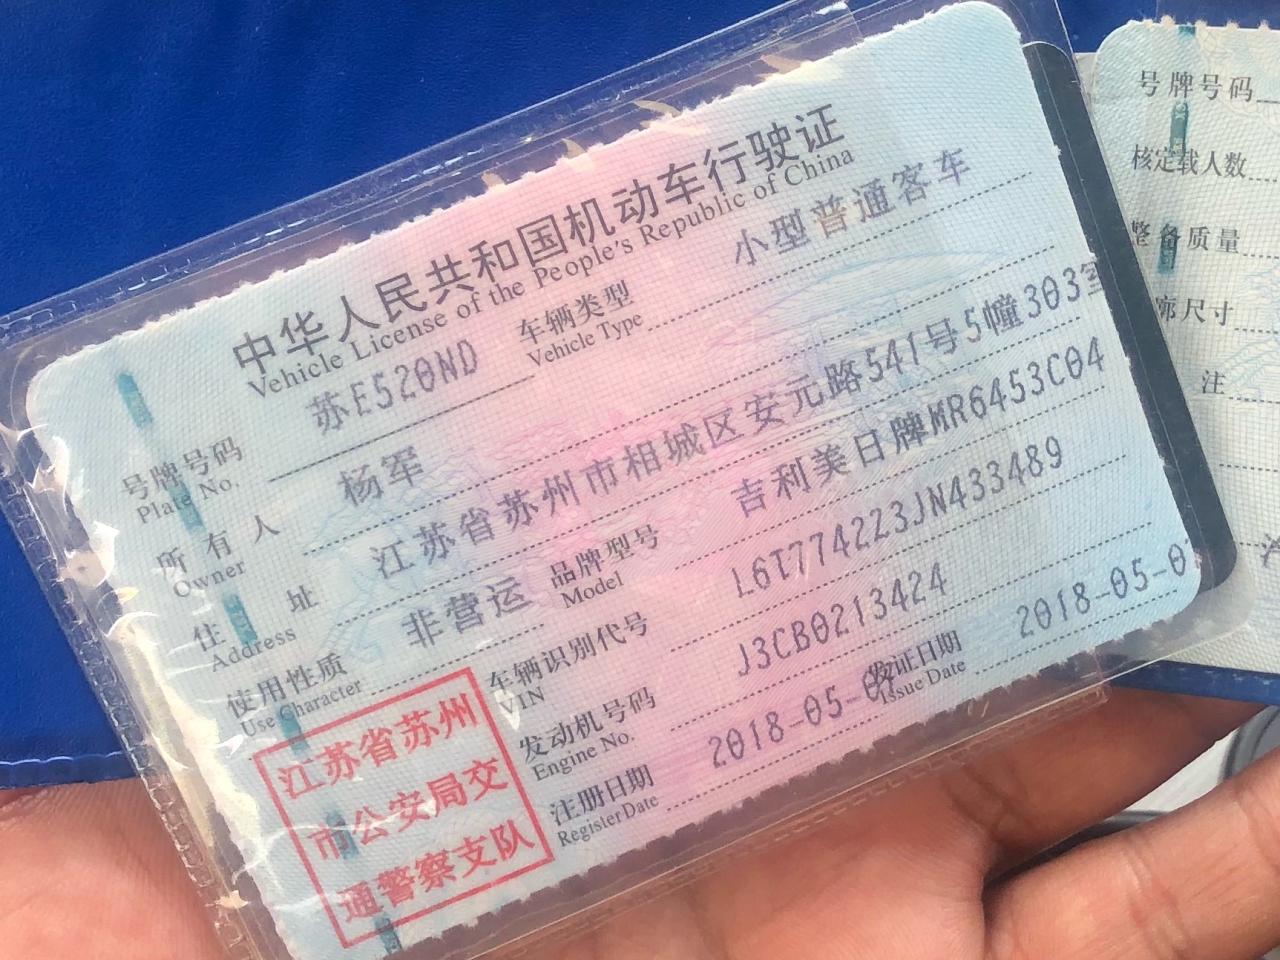 中华人民共和国机动车行驶证
Vehicle License of the People's Republic of China
号牌号码 苏E520ND 车辆类型 小型普通客车
Plate No. Vehicle Type
所有人 杨军
Owner
住址 江苏省苏州市相城区安元路541号5幢303室
Address
使用性质 非营运 品牌型号 吉利美日牌MR6453C04
Use Character Model
车辆识别代号 L6T7742Z3JN433489
VIN
发动机号码 J3CB0213424
Engine No.
注册日期 2018-05-07 发证日期 2018-05-0
Register Date Issue Date
江苏省苏州
市公安局交
通警察支队
号牌号码
核定载人数
整备质量
廓尺寸
注